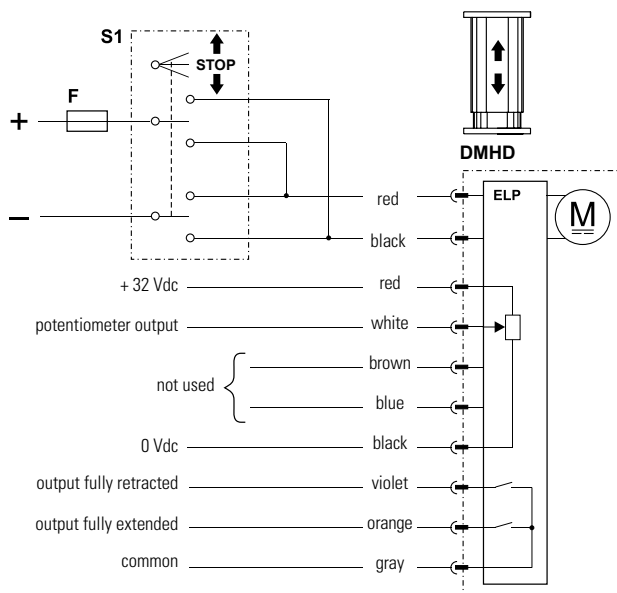 S1
STOP
F
+
−
DMHD
red
ELP
M
black
+ 32 Vdc
red
potentiometer output
white
brown
not used
blue
0 Vdc
black
output fully retracted
violet
output fully extended
orange
common
gray